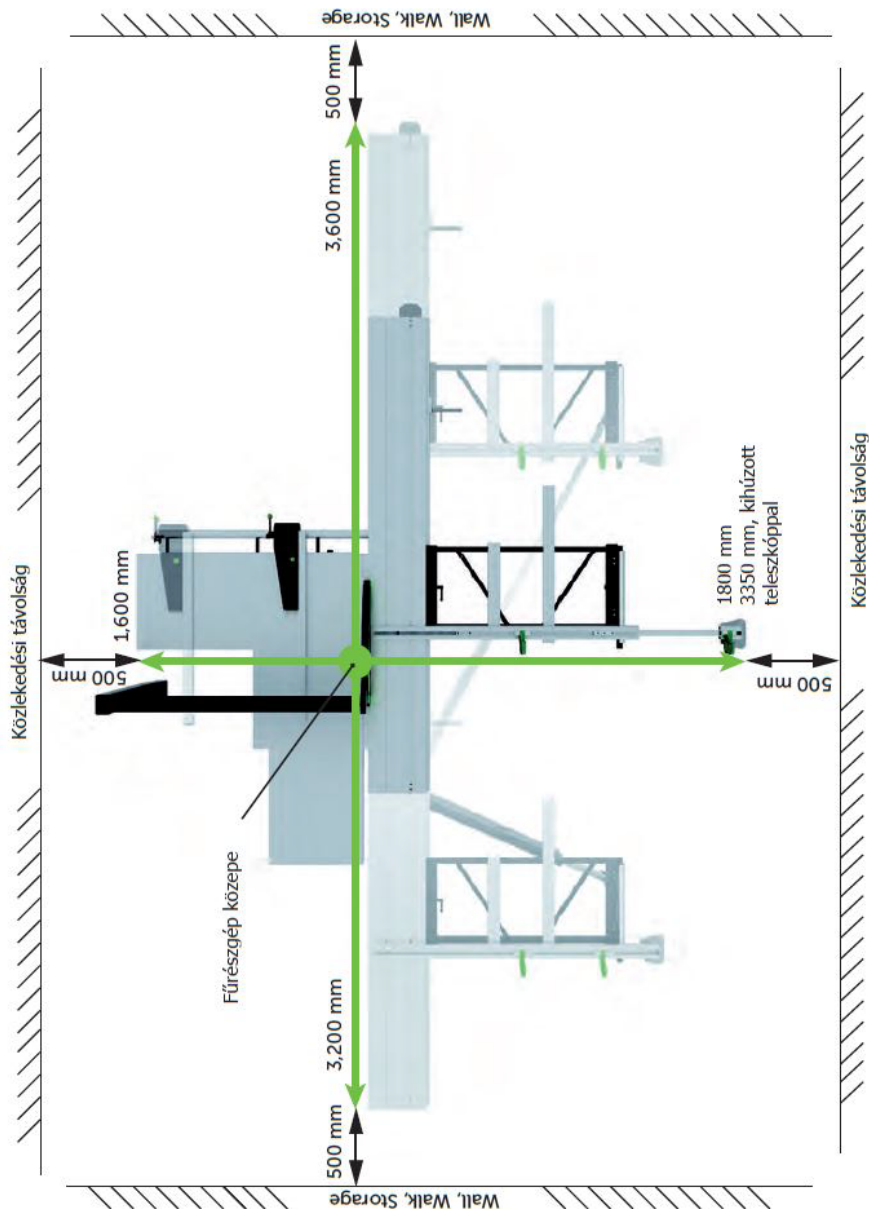 Wall, Walk, Storage
500 mm
3,600 mm
Közlekedési távolság
1,600 mm
500 mm
Fűrészgép közepe
1800 mm
3350 mm, kihúzott
teleszkóppal
500 mm
Közlekedési távolság
3,200 mm
500 mm
Wall, Walk, Storage